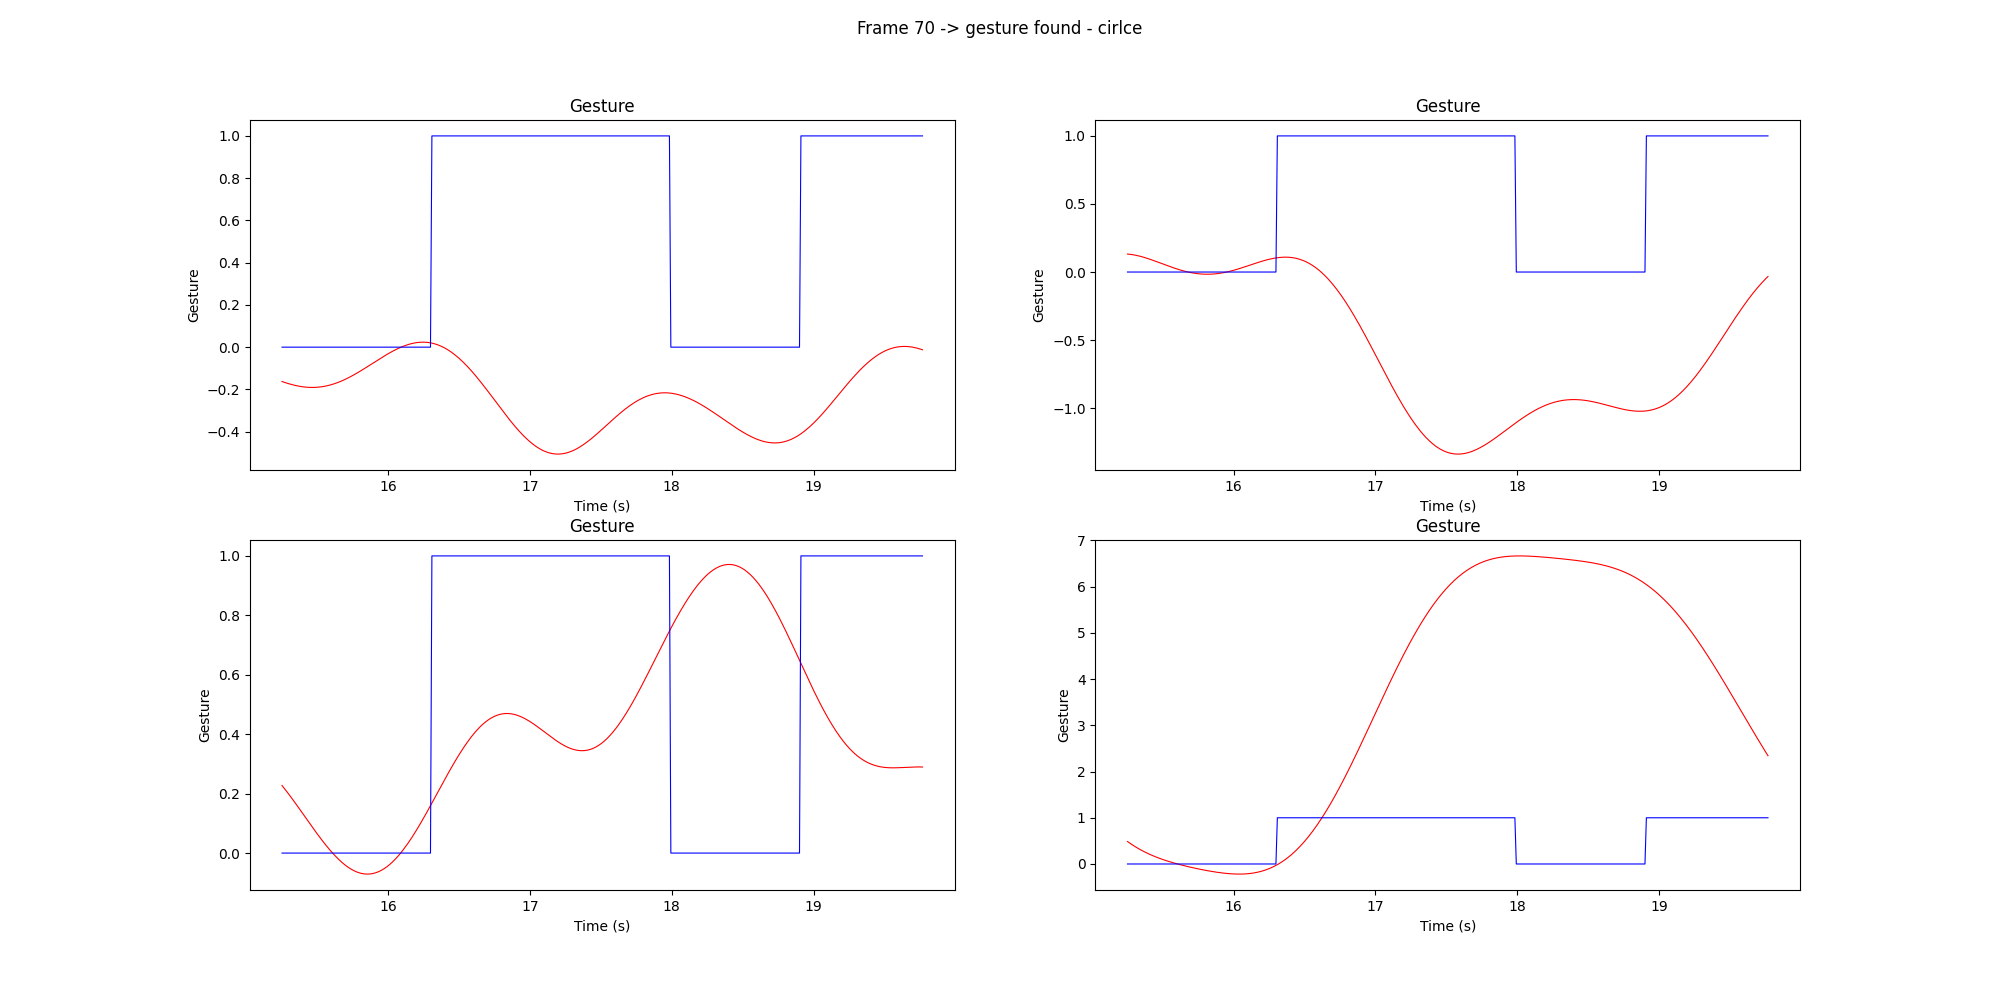 Frame 70 -> gesture found - cirlce
Gesture
1.0
0.8
0.6
0.4
0.2
0.0
−0.2
−0.4
Gesture
16 17 18 19
Time (s)
Gesture
1.0
0.5
0.0
−0.5
−1.0
Gesture
16 17 18 19
Time (s)
Gesture
1.0
0.8
0.6
0.4
0.2
0.0
Gesture
16 17 18 19
Time (s)
Gesture
7
6
5
4
3
2
1
0
Gesture
16 17 18 19
Time (s)